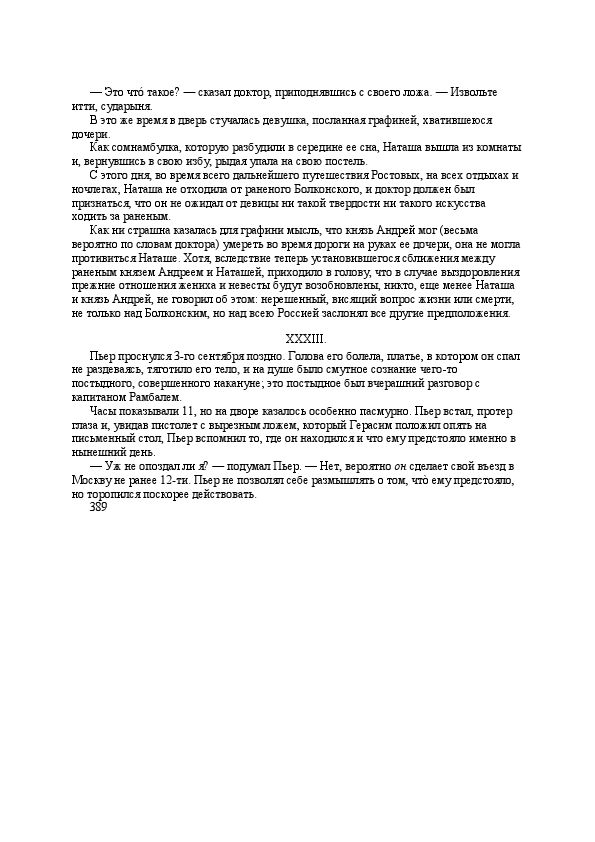 — Это что́ такое? — сказал доктор, приподнявшись с своего ложа. — Извольте
итти, сударыня.
В это же время в дверь стучалась девушка, посланная графиней, хватившеюся
дочери.
Как сомнамбулка, которую разбудили в середине ее сна, Наташа вышла из комнаты
и, вернувшись в свою избу, рыдая упала на свою постель.
С этого дня, во время всего дальнейшего путешествия Ростовых, на всех отдыхах и
ночлегах, Наташа не отходила от раненого Болконского, и доктор должен был
признаться, что он не ожидал от девицы ни такой твердости ни такого искусства
ходить за раненым.
Как ни страшна казалась для графини мысль, что князь Андрей мог (весьма
вероятно по словам доктора) умереть во время дороги на руках ее дочери, она не могла
противиться Наташе. Хотя, вследствие теперь установившегося сближения между
раненым князем Андреем и Наташей, приходило в голову, что в случае выздоровления
прежние отношения жениха и невесты будут возобновлены, никто, еще менее Наташа
и князь Андрей, не говорил об этом: нерешенный, висящий вопрос жизни или смерти,
не только над Болконским, но над всею Россией заслонял все другие предположения.
XXXIII.
Пьер проснулся 3-го сентября поздно. Голова его болела, платье, в котором он спал
не раздеваясь, тяготило его тело, и на душе было смутное сознание чего-то
постыдного, совершенного накануне; это постыдное был вчерашний разговор с
капитаном Рамбалем.
Часы показывали 11, но на дворе казалось особенно пасмурно. Пьер встал, протер
глаза и, увидав пистолет с вырезным ложем, который Герасим положил опять на
письменный стол, Пьер вспомнил то, где он находился и что ему предстояло именно в
нынешний день.
— Уж не опоздал ли я? — подумал Пьер. — Нет, вероятно он сделает свой въезд в
Москву не ранее 12-ти. Пьер не позволял себе размышлять о том, что́ ему предстояло,
но торопился поскорее действовать.
389